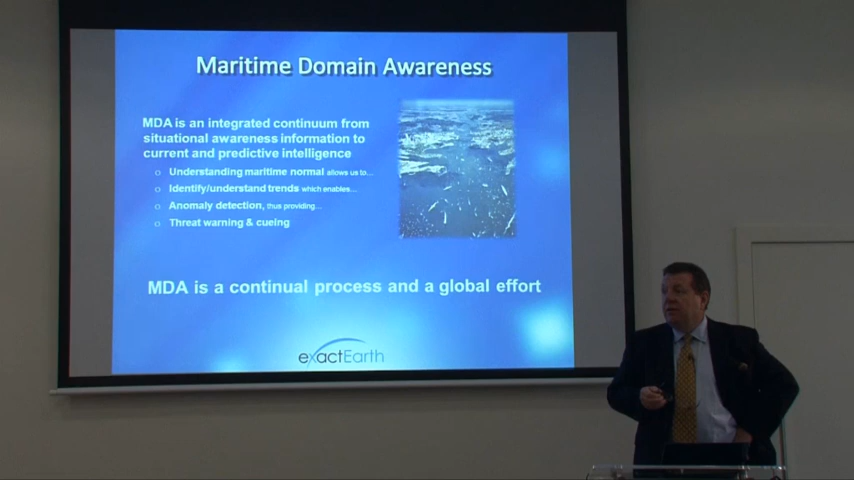 Maritime Domain Awareness
MDA is an integrated continuum from
situational awareness information to
current and predictive intelligence
o Understanding maritime normal allows us to...
o Identify/understand trends which enables...
o Anomaly detection, thus providing...
o Threat warning & cueing
MDA is a continual process and a global effort
exactEarth